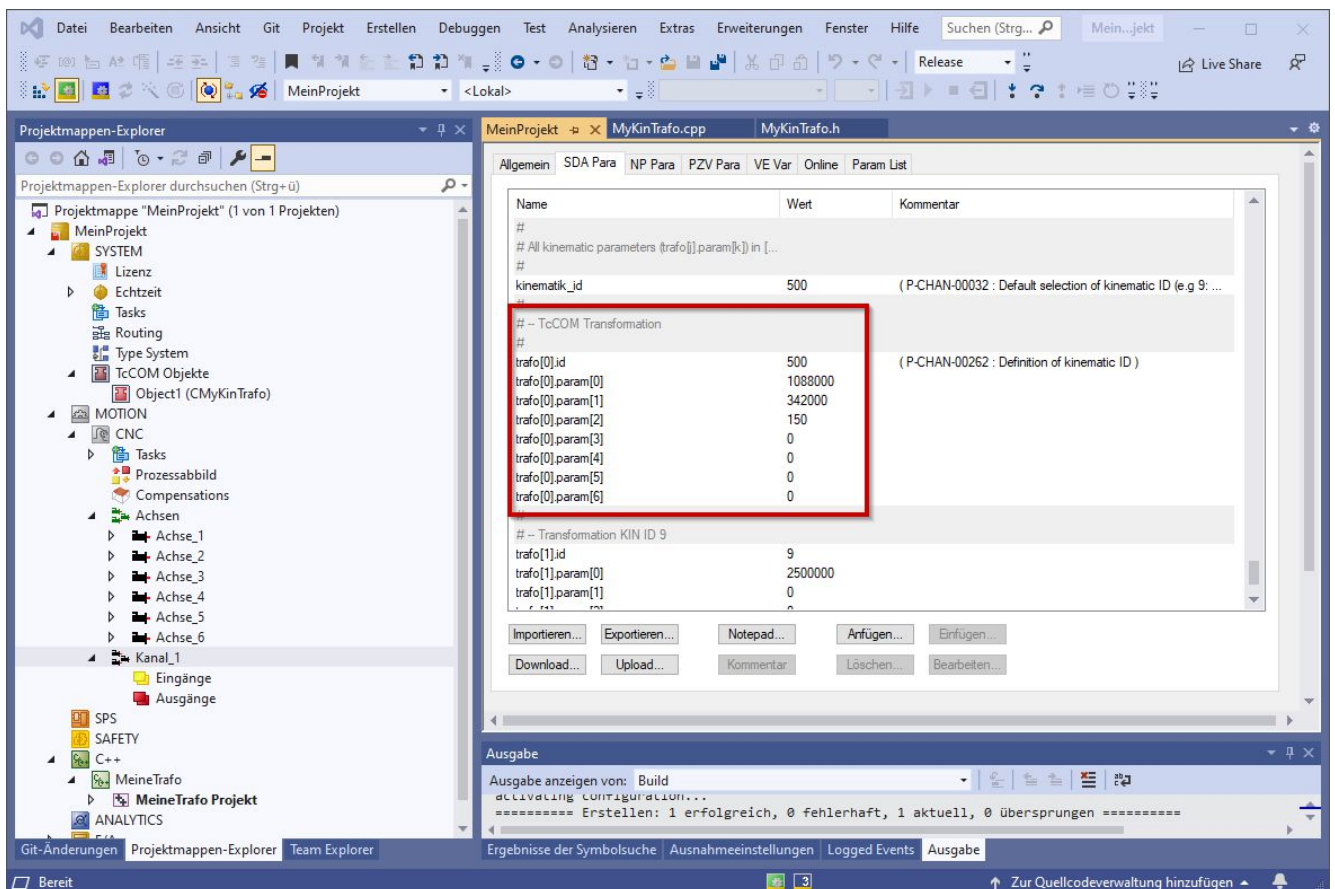 Datei Bearbeiten Ansicht Git Projekt Erstellen Debuggen Test Analysieren Extras Erweiterungen Fenster Hilfe Suchen (Strg... Mein...jekt
Release Live Share
MeinProjekt <Lokal>
Projektmappen-Explorer
Projektmappen-Explorer durchsuchen (Strg+ü)
Projektmappe "MeinProjekt" (1 von 1 Projekten)
MeinProjekt
SYSTEM
Lizenz
Echtzeit
Tasks
Routing
Type System
TcCOM Objekte
Object1 (CMyKinTrafo)
MOTION
CNC
Tasks
Prozessabbild
Compensations
Achsen
Achse_1
Achse_2
Achse_3
Achse_4
Achse_5
Achse_6
Kanal_1
Eingänge
Ausgänge
SPS
SAFETY
C++
MeineTrafo
MeineTrafo Projekt
ANALYTICS
Git-Änderungen Projektmappen-Explorer Team Explorer
MeinProjekt MyKinTrafo.cpp MyKinTrafo.h
Allgemein SDA Para NP Para PZV Para VE Var Online Param List
Name Wert Kommentar
#
# All kinematic parameters (trafo[j].param[k]) in [...
#
kinematik_id 500 ( P-CHAN-00032 : Default selection of kinematic ID (e.g 9: ...
#
# -- TcCOM Transformation
#
trafo[0].id 500 ( P-CHAN-00262 : Definition of kinematic ID )
trafo[0].param[0] 1088000
trafo[0].param[1] 342000
trafo[0].param[2] 150
trafo[0].param[3] 0
trafo[0].param[4] 0
trafo[0].param[5] 0
trafo[0].param[6] 0
#
# -- Transformation KIN ID 9
trafo[1].id 9
trafo[1].param[0] 2500000
trafo[1].param[1] 0
Importieren... Exportieren... Notepad... Anfügen... Einfügen...
Download... Upload... Kommentar Löschen... Bearbeiten...
Ausgabe
Ausgabe anzeigen von: Build
activating configuration...
========== Erstellen: 1 erfolgreich, 0 fehlerhaft, 1 aktuell, 0 übersprungen ==========
Ergebnisse der Symbolsuche Ausnahmeeinstellungen Logged Events Ausgabe
Bereit 3 Zur Quellcodeverwaltung hinzufügen